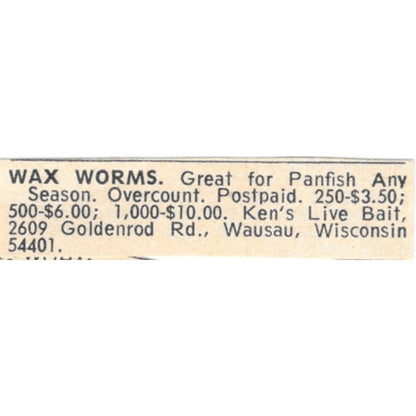 WAX WORMS. Great for Panfish Any
Season. Overcount. Postpaid. 250-$3.50;
500-$6.00; 1,000-$10.00. Ken's Live Bait,
2609 Goldenrod Rd., Wausau, Wisconsin
54401.